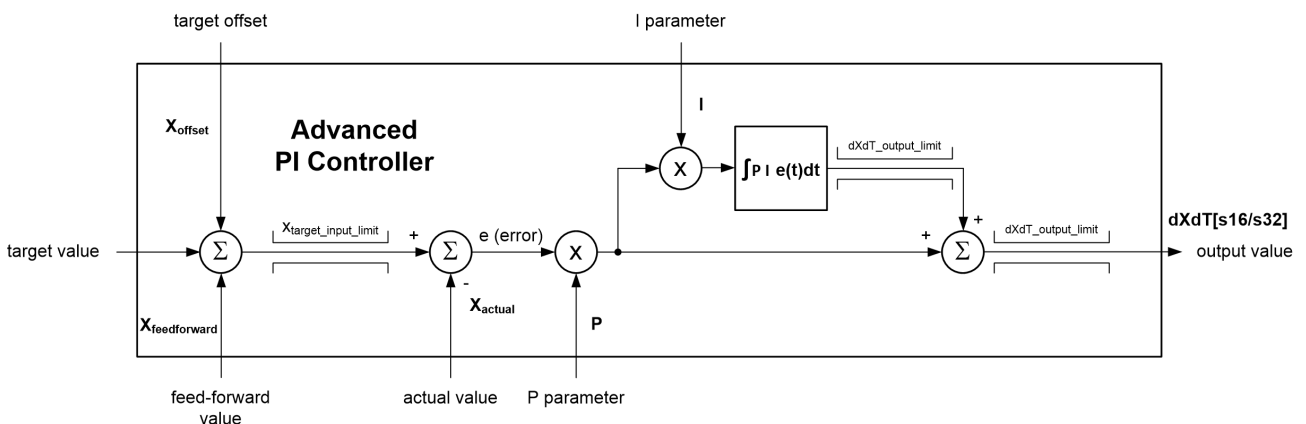 target offset
I parameter
X offset
Advanced
PI Controller
I
X
∫P I e(t)dt
dXdT_output_limit
target value
Σ
Xtarget_input_limit
+
Σ
e (error)
X
+
+
Σ
dXdT_output_limit
dXdT[s16/s32]
output value
-
Xactual
Xfeedforward
P
feed-forward
value
actual value
P parameter